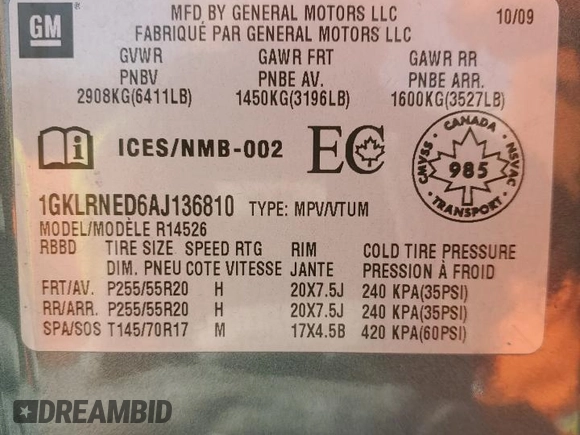 GM
MFD BY GENERAL MOTORS LLC 10/09
FABRIQUÉ PAR GENERAL MOTORS LLC
GVWR GAWR FRT GAWR RR
PNBV PNBE AV. PNBE ARR.
2908KG(6411LB) 1450KG(3196LB) 1600KG(3527LB)
i ICES/NMB-002 EC
CANADA
CMVSS 985 NSVAC
TRANSPORT
1GKLRNED6AJ136810 TYPE: MPV/VTUM
MODEL/MODÈLE R14526
RBBD TIRE SIZE SPEED RTG RIM COLD TIRE PRESSURE
DIM. PNEU COTE VITESSE JANTE PRESSION À FROID
FRT/AV. P255/55R20 H 20X7.5J 240 KPA(35PSI)
RR/ARR. P255/55R20 H 20X7.5J 240 KPA(35PSI)
SPA/SOS T145/70R17 M 17X4.5B 420 KPA(60PSI)
DREAMBID